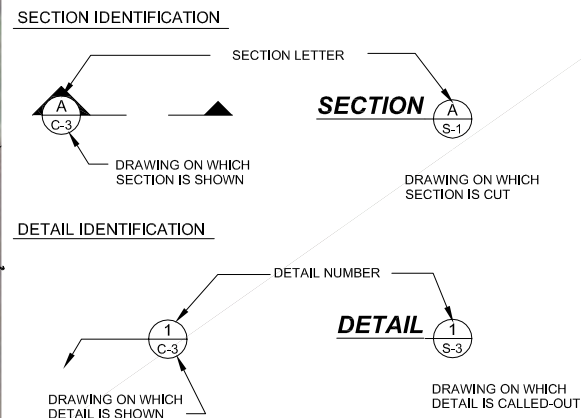 SECTION IDENTIFICATION
SECTION LETTER
A
C-3
SECTION
A
S-1
DRAWING ON WHICH
SECTION IS SHOWN
DRAWING ON WHICH
SECTION IS CUT
DETAIL IDENTIFICATION
DETAIL NUMBER
1
C-3
DETAIL
1
S-3
DRAWING ON WHICH
DETAIL IS SHOWN
DRAWING ON WHICH
DETAIL IS CALLED-OUT